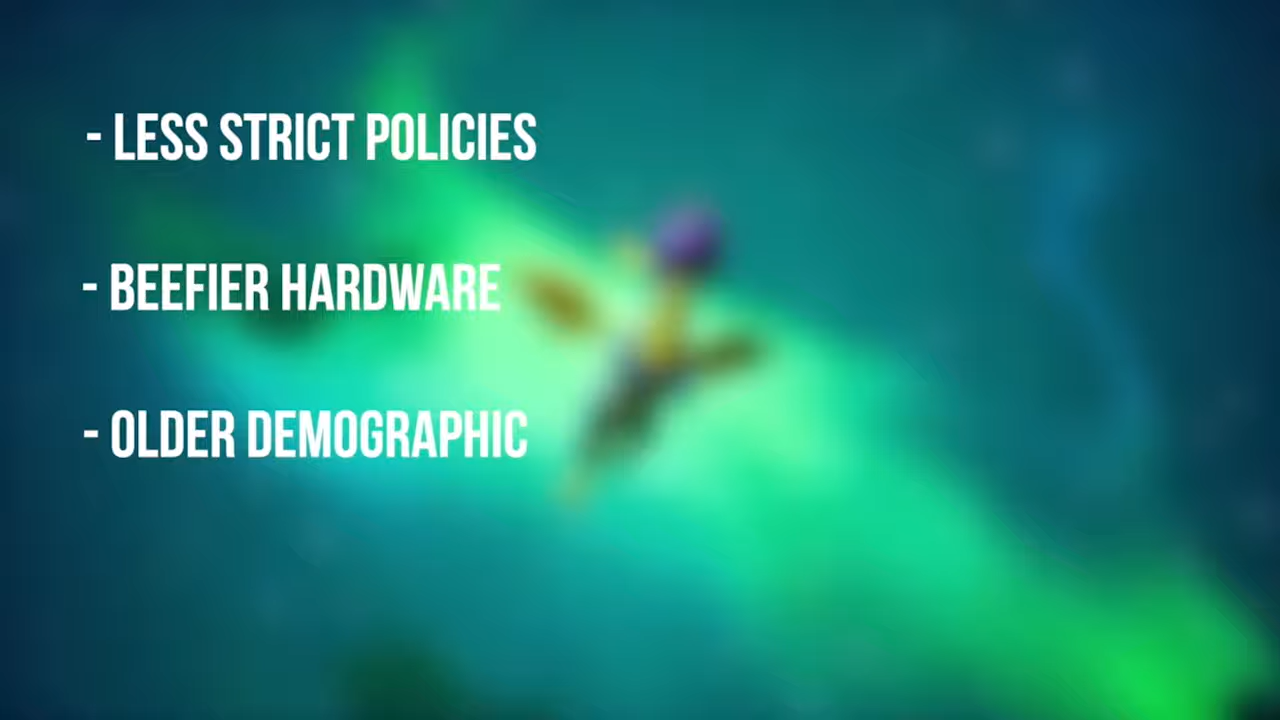 - LESS STRICT POLICIES
- BEEFIER HARDWARE
- OLDER DEMOGRAPHIC